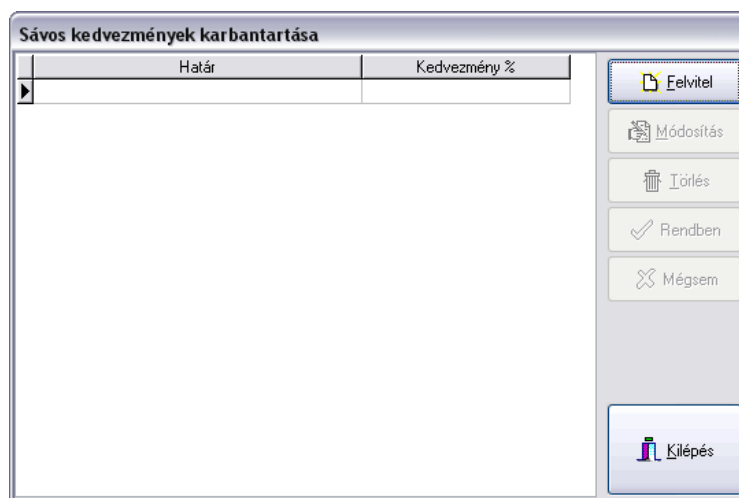 Sávos kedvezmények karbantartása
Határ Kedvezmény %
Felvitel
Módosítás
Törlés
Rendben
Mégsem
Kilépés